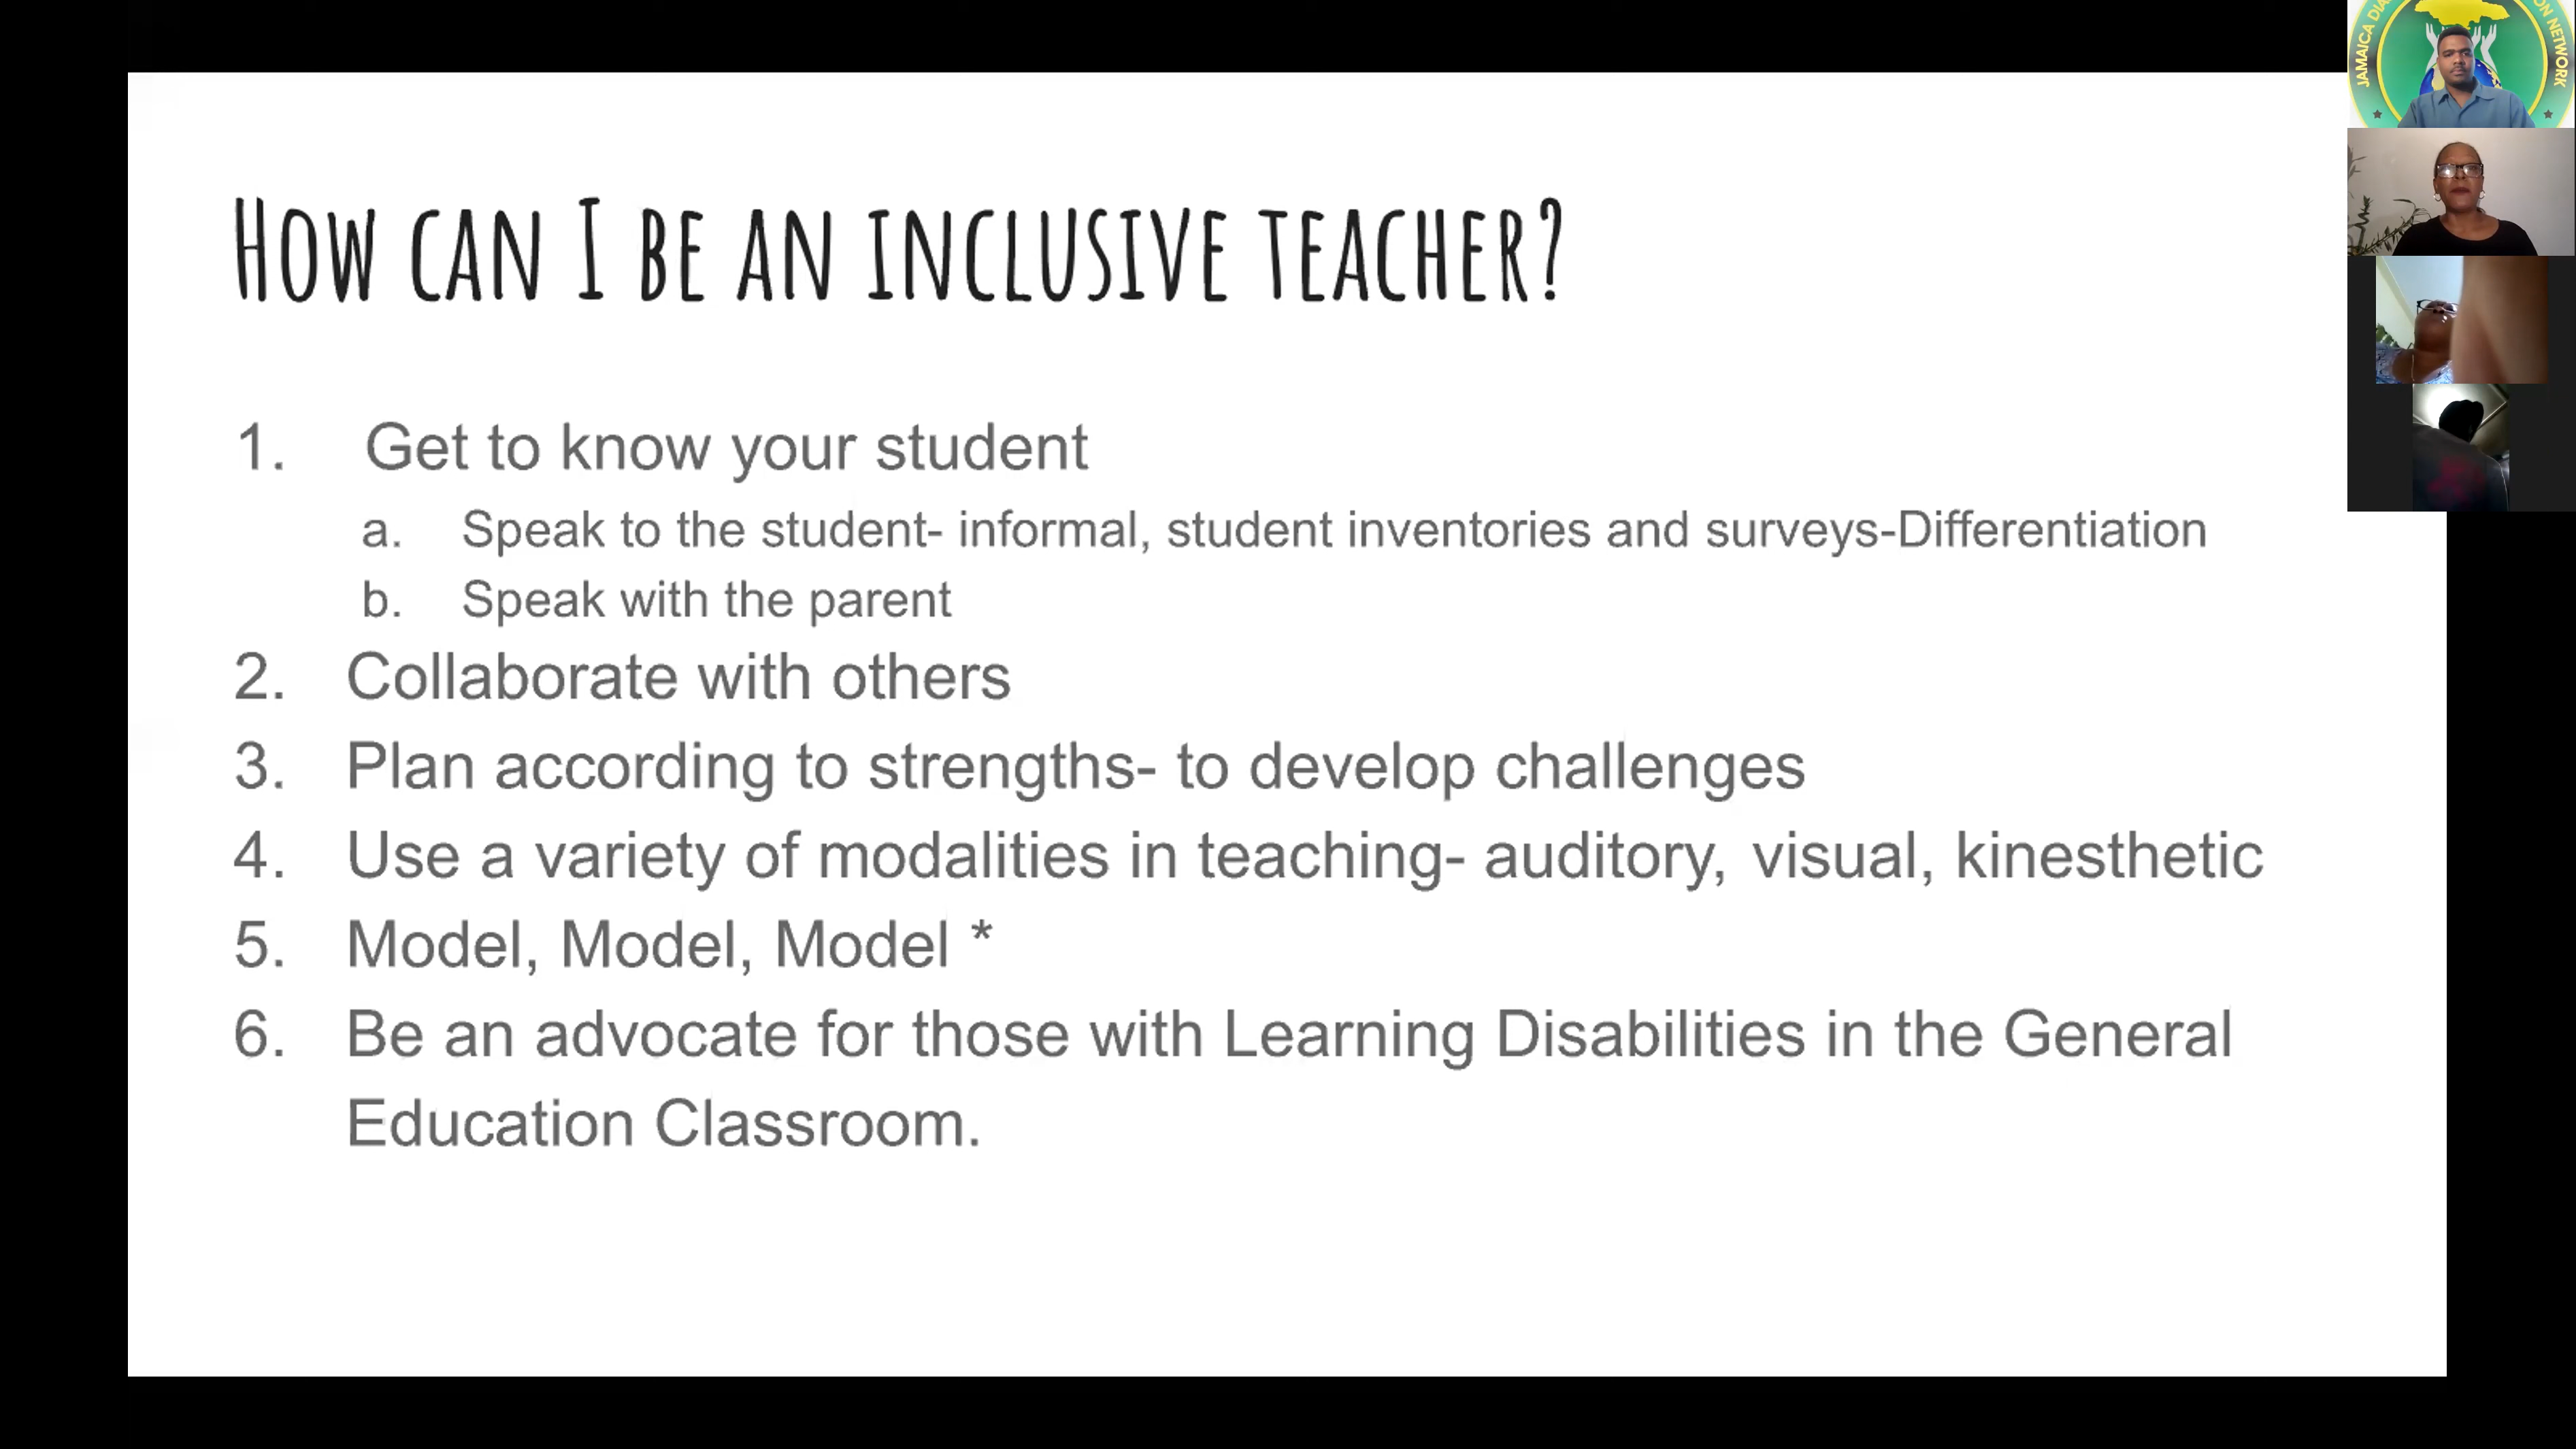 How can I be an inclusive teacher?
1. Get to know your student
a. Speak to the student- informal, student inventories and surveys-Differentiation
b. Speak with the parent
2. Collaborate with others
3. Plan according to strengths- to develop challenges
4. Use a variety of modalities in teaching- auditory, visual, kinesthetic
5. Model, Model, Model *
6. Be an advocate for those with Learning Disabilities in the General
Education Classroom.
JAMAICA
NETWORK